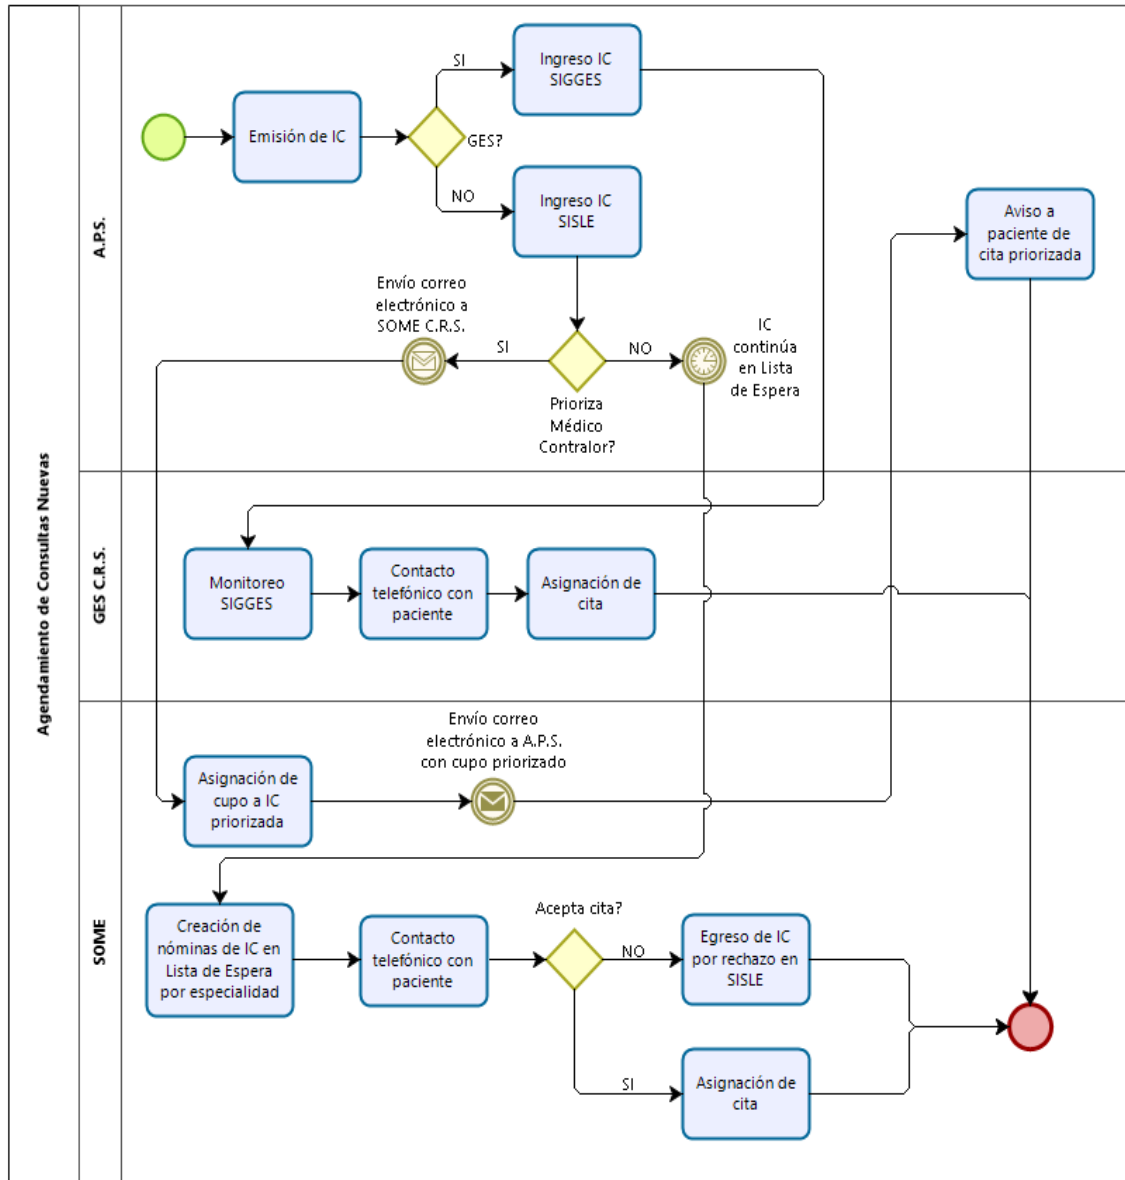 Agendamiento de Consultas Nuevas
A.P.S.
Emisión de IC
GES?
SI
Ingreso IC
SIGGES
NO
Ingreso IC
SISLE
Aviso a
paciente de
cita priorizada
Envío correo
electrónico a
SOME C.R.S.
SI
NO
Prioriza
Médico
Contralor?
IC
continúa
en Lista
de Espera
GES C.R.S.
Monitoreo
SIGGES
Contacto
telefónico con
paciente
Asignación de
cita
SOME
Asignación de
cupo a IC
priorizada
Envío correo
electrónico a A.P.S.
con cupo priorizado
Creación de
nóminas de IC en
Lista de Espera
por especialidad
Contacto
telefónico con
paciente
Acepta cita?
NO
Egreso de IC
por rechazo en
SISLE
SI
Asignación de
cita